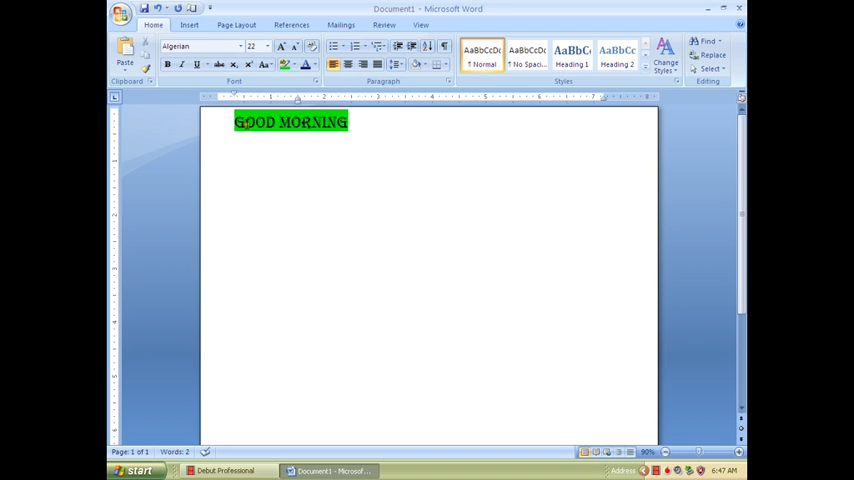 Document1 - Microsoft Word
Home Insert Page Layout References Mailings Review View
Paste
Algerian 22
AaBbCcDc AaBbCcDc AaBbC AaBbCc
¶ Normal ¶ No Spaci... Heading 1 Heading 2
Change Styles
Find
Replace
Select
Clipboard Font Paragraph Styles Editing
GOOD MORNING
Page: 1 of 1 Words: 2 90%
start Debut Professional Document1 - Microsof... Address 6:47 AM